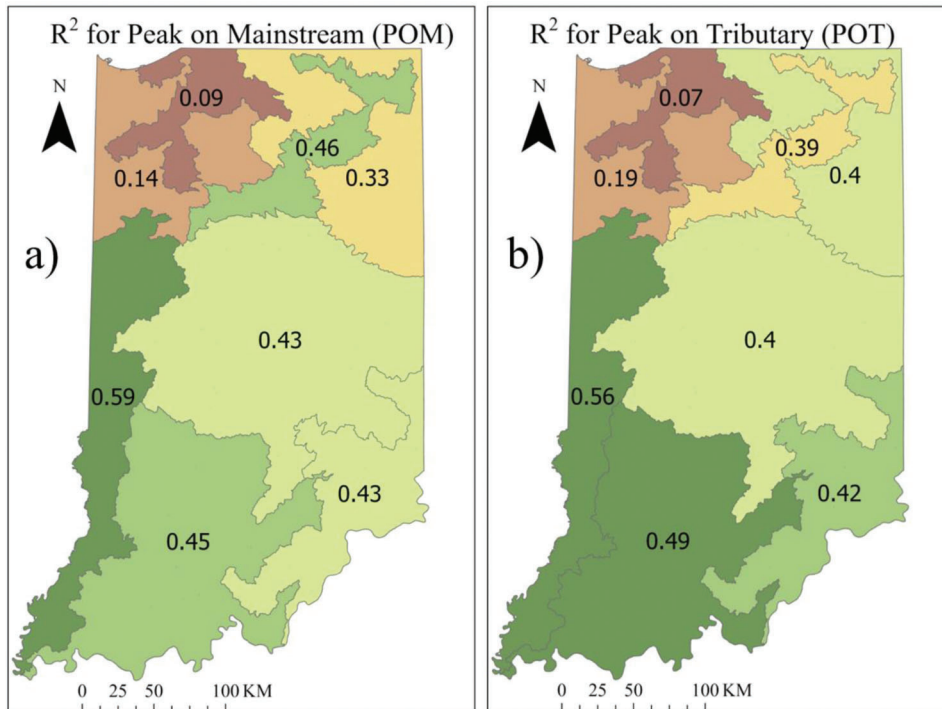 R² for Peak on Mainstream (POM)
N
0.09
0.46
0.33
0.14
a)
0.43
0.59
0.43
0.45
0 25 50 100 KM
R² for Peak on Tributary (POT)
N
0.07
0.39
0.4
0.19
b)
0.4
0.56
0.42
0.49
0 25 50 100 KM